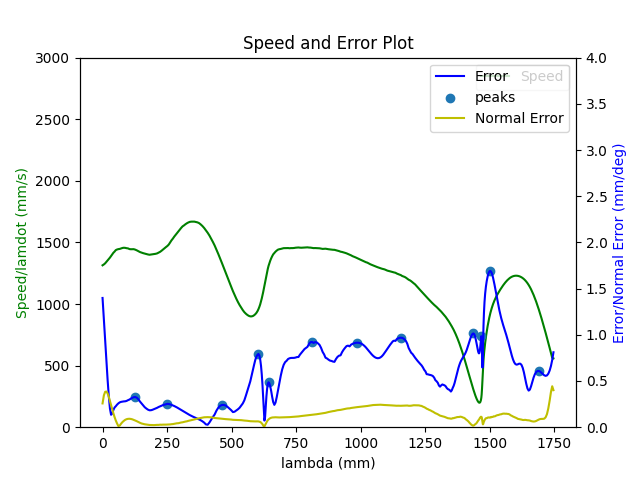 Speed and Error Plot
3000
2500
2000
1500
1000
500
0
Speed/lamdot (mm/s)
4.0
3.5
3.0
2.5
2.0
1.5
1.0
0.5
0.0
Error/Normal Error (mm/deg)
Error
Speed
peaks
Normal Error
0 250 500 750 1000 1250 1500 1750
lambda (mm)